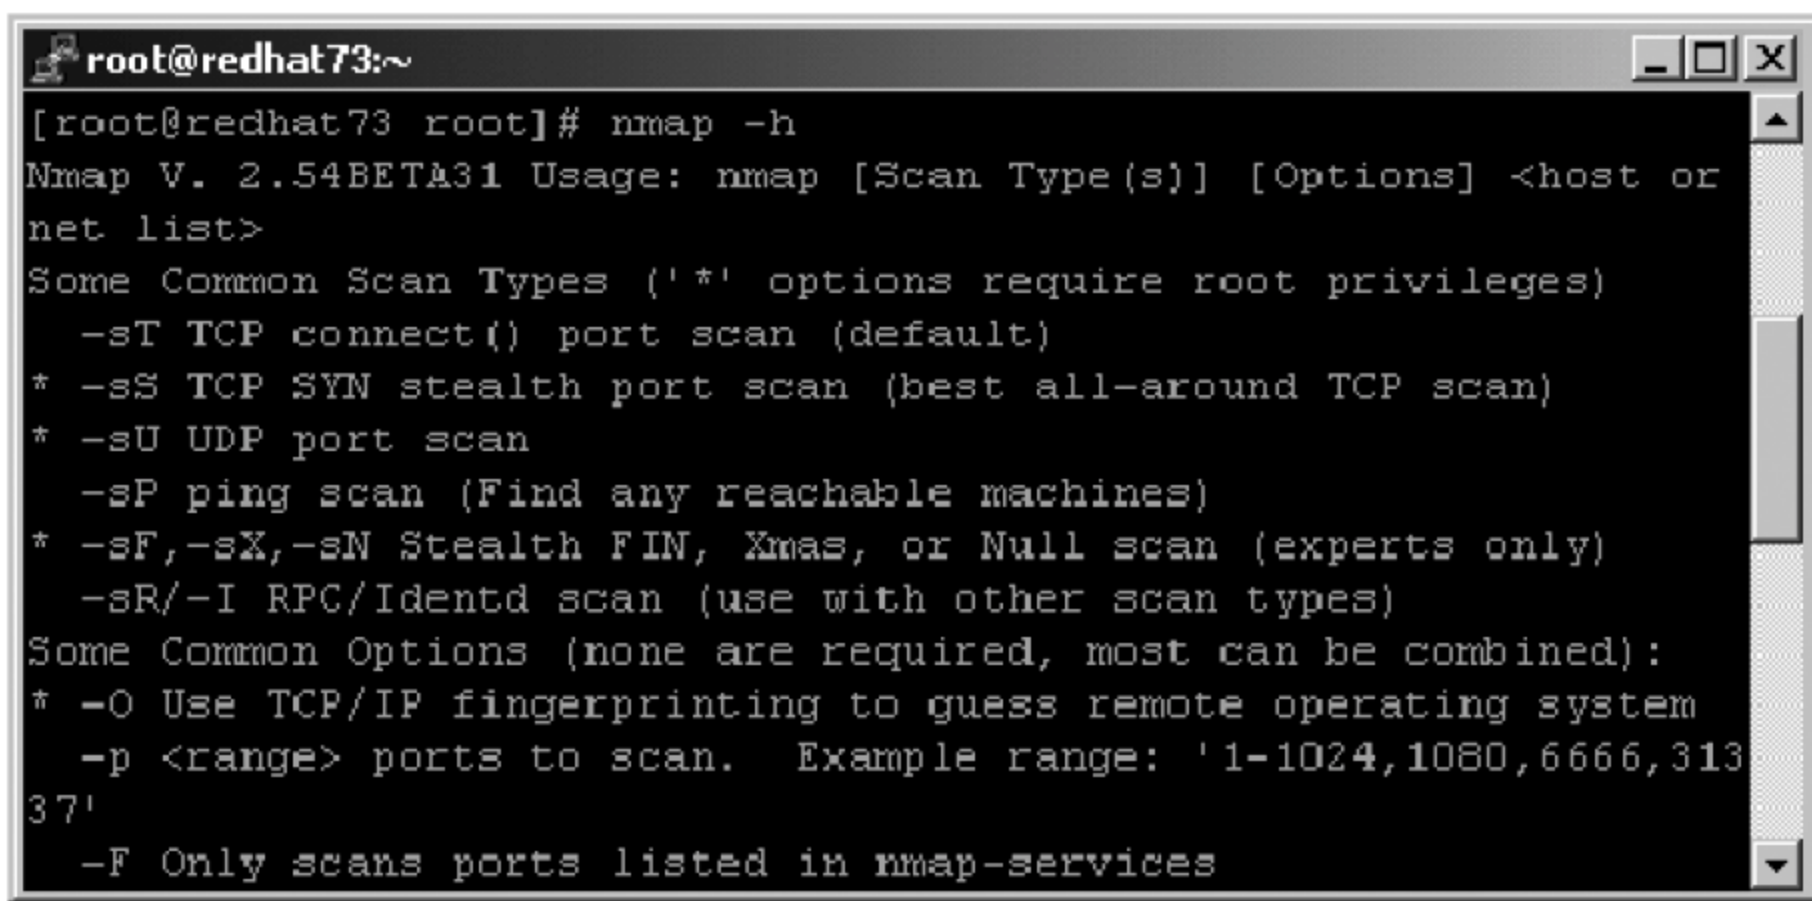 root@redhat73:~
[root@redhat73 root]# nmap -h
Nmap V. 2.54BETA31 Usage: nmap [Scan Type(s)] [Options] <host or
net list>
Some Common Scan Types ('*' options require root privileges)
  -sT TCP connect() port scan (default)
* -sS TCP SYN stealth port scan (best all-around TCP scan)
* -sU UDP port scan
  -sP ping scan (Find any reachable machines)
* -sF,-sX,-sN Stealth FIN, Xmas, or Null scan (experts only)
  -sR/-I RPC/Identd scan (use with other scan types)
Some Common Options (none are required, most can be combined):
* -O Use TCP/IP fingerprinting to guess remote operating system
  -p <range> ports to scan.  Example range: '1-1024,1080,6666,313
37'
  -F Only scans ports listed in nmap-services